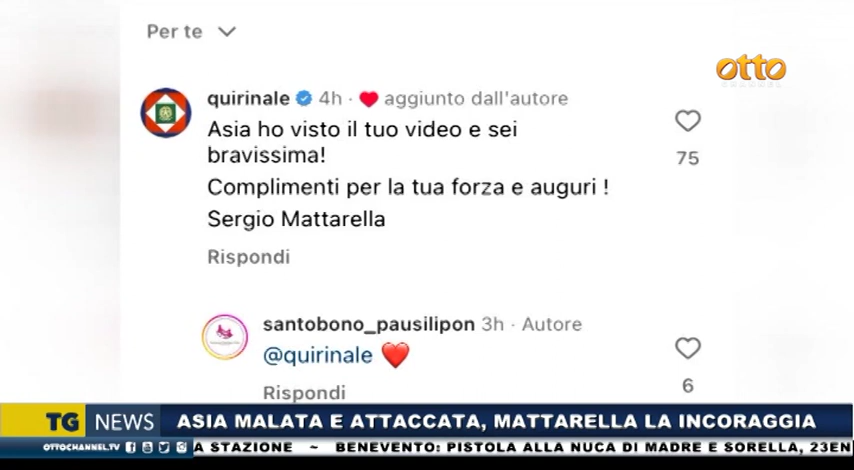 Per te
otto
CHANNEL
quirinale 4h · aggiunto dall'autore
Asia ho visto il tuo video e sei
bravissima!
Complimenti per la tua forza e auguri !
Sergio Mattarella
75
Rispondi
santobono_pausilipon 3h · Autore
@quirinale ❤️
6
Rispondi
TG NEWS ASIA MALATA E ATTACCATA, MATTARELLA LA INCORAGGIA
OTTOCHANNEL.TV A STAZIONE ~ BENEVENTO: PISTOLA ALLA NUCA DI MADRE E SORELLA, 23EN